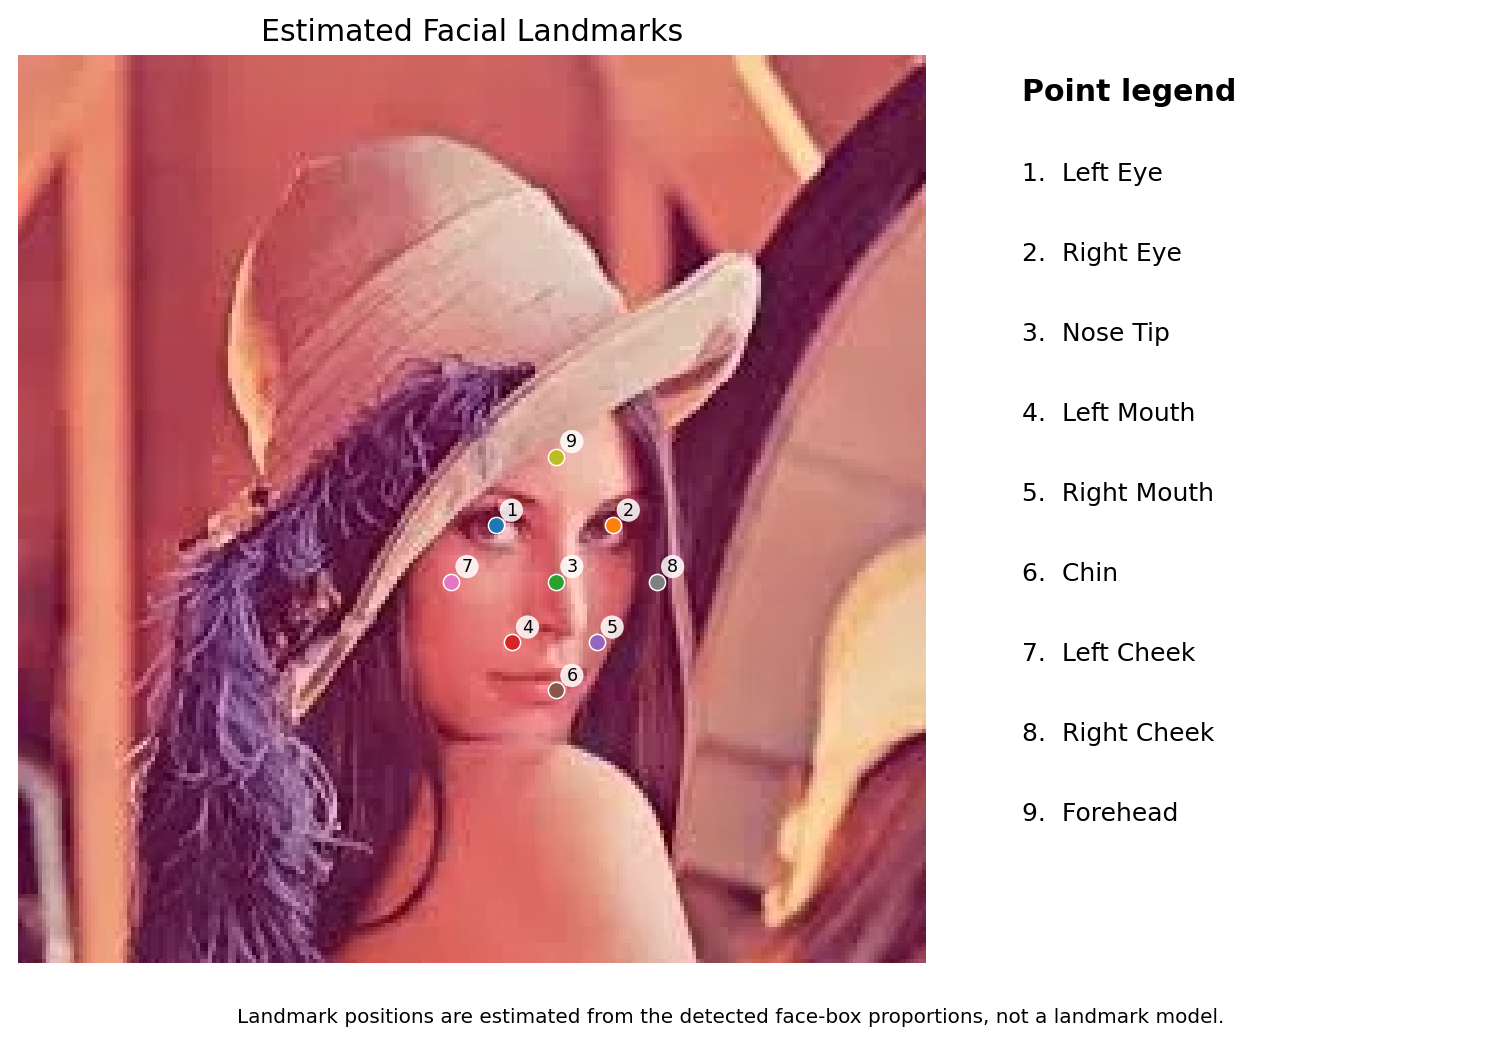 Estimated Facial Landmarks
Point legend
1. Left Eye
2. Right Eye
3. Nose Tip
4. Left Mouth
5. Right Mouth
6. Chin
7. Left Cheek
8. Right Cheek
9. Forehead
9
1
2
7
3
8
4
5
6
Landmark positions are estimated from the detected face-box proportions, not a landmark model.